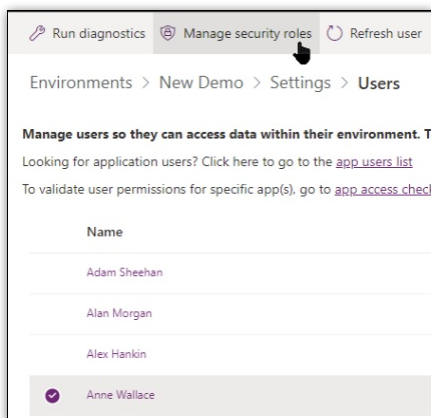 Run diagnostics Manage security roles Refresh user
Environments > New Demo > Settings > Users
Manage users so they can access data within their environment. T
Looking for application users? Click here to go to the app users list
To validate user permissions for specific app(s), go to app access chec
Name
Adam Sheehan
Alan Morgan
Alex Hankin
Anne Wallace